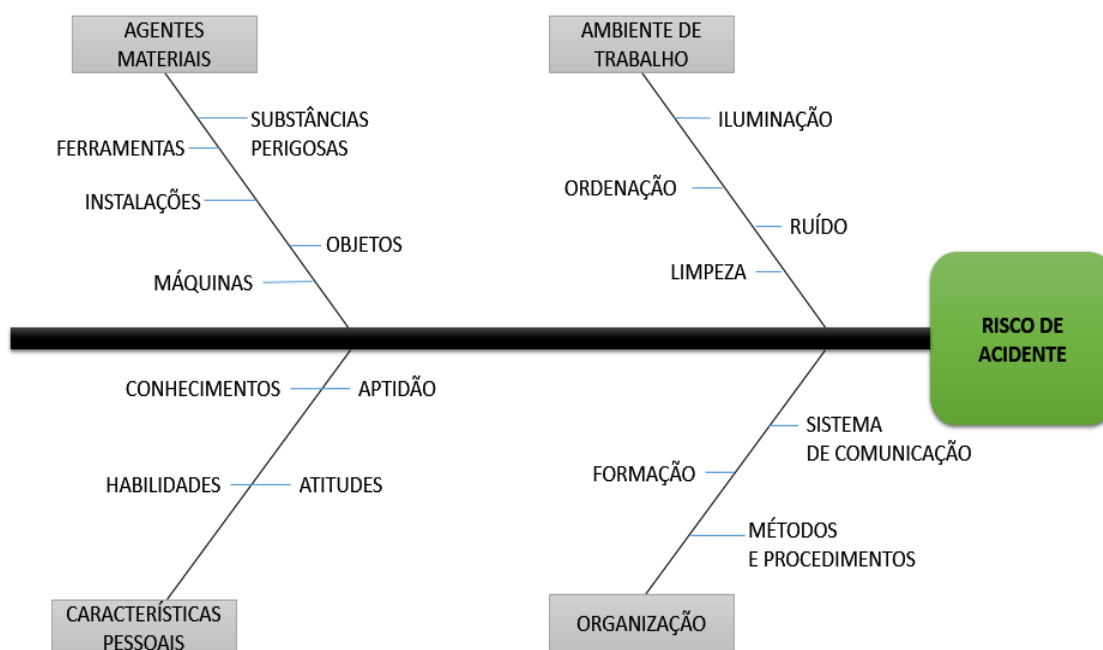 AGENTES
MATERIAIS
SUBSTÂNCIAS
PERIGOSAS
FERRAMENTAS
INSTALAÇÕES
OBJETOS
MÁQUINAS
AMBIENTE DE
TRABALHO
ILUMINAÇÃO
ORDENAÇÃO
RUÍDO
LIMPEZA
RISCO DE
ACIDENTE
CONHECIMENTOS
APTIDÃO
HABILIDADES
ATITUDES
CARACTERÍSTICAS
PESSOAIS
SISTEMA
DE COMUNICAÇÃO
FORMAÇÃO
MÉTODOS
E PROCEDIMENTOS
ORGANIZAÇÃO